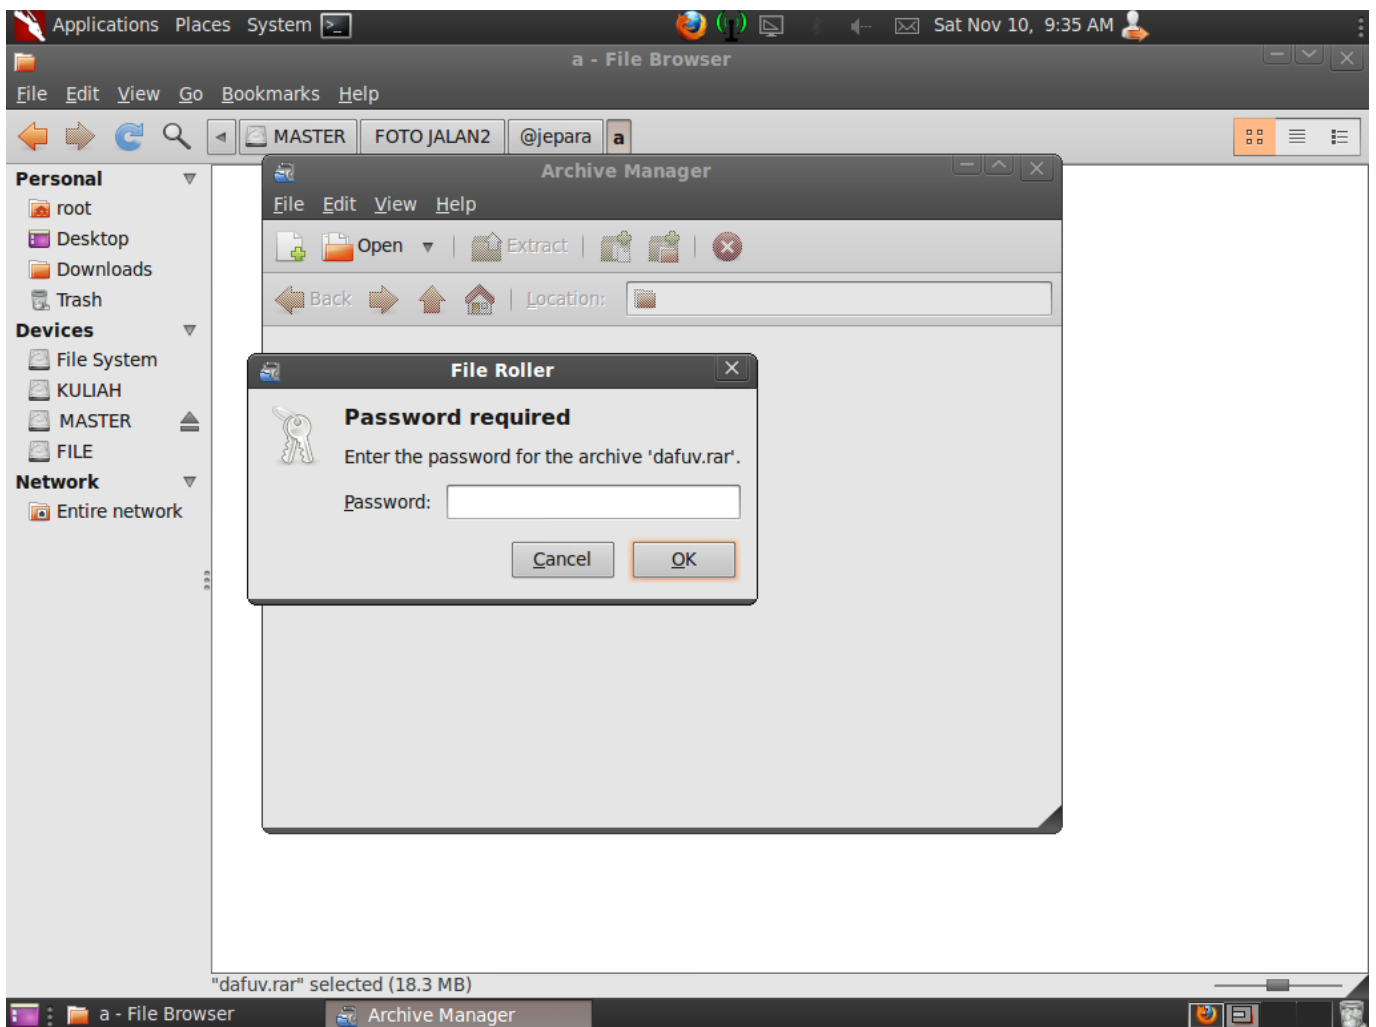 Applications Places System Sat Nov 10, 9:35 AM
a - File Browser
File Edit View Go Bookmarks Help
MASTER FOTO JALAN2 @jepara a
Personal
root
Desktop
Downloads
Trash
Devices
File System
KULIAH
MASTER
FILE
Network
Entire network
Archive Manager
File Edit View Help
Open Extract
Back Location:
File Roller
Password required
Enter the password for the archive 'dafuv.rar'.
Password:
Cancel OK
"dafuv.rar" selected (18.3 MB)
a - File Browser Archive Manager